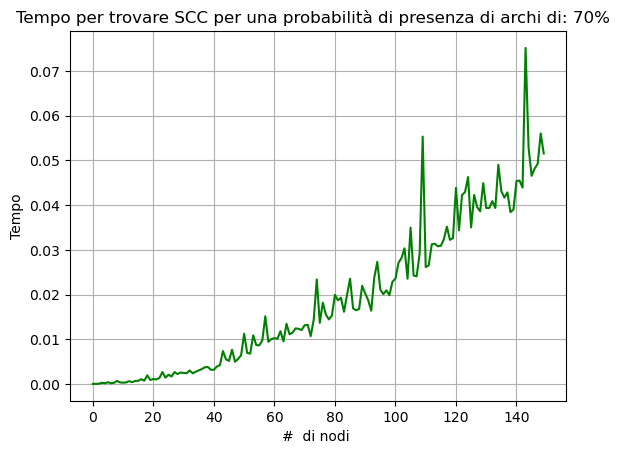 Tempo per trovare SCC per una probabilità di presenza di archi di: 70%
0.07
0.06
0.05
0.04
0.03
0.02
0.01
0.00
Tempo
0 20 40 60 80 100 120 140
# di nodi